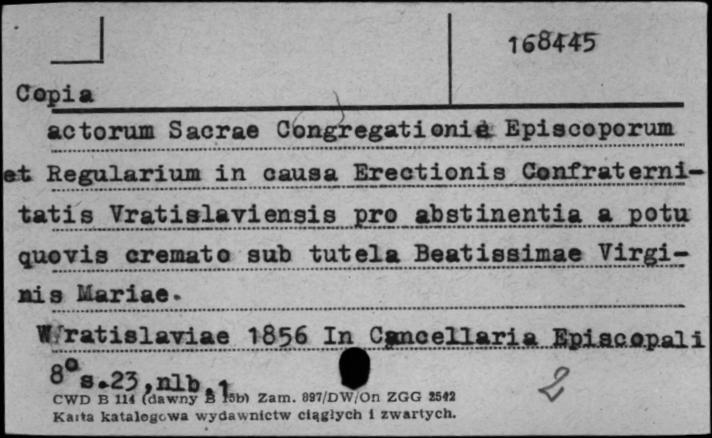 168445
Copia
actorum Sacrae Congregationis Episcoporum
et Regularium in causa Erectionis Confraterni-
tatis Vratislaviensis pro abstinentia a potu
quovis cremato sub tutela Beatissimae Virgi-
nis Mariae.
Wratislaviae 1856 In Cancellaria Episcopali
8° s.23, nlb.1
2
CWD B 114 (dawny B 15b) Zam. 897/DW/On ZGG 2542
Karta katalogowa wydawnictw ciągłych i zwartych.